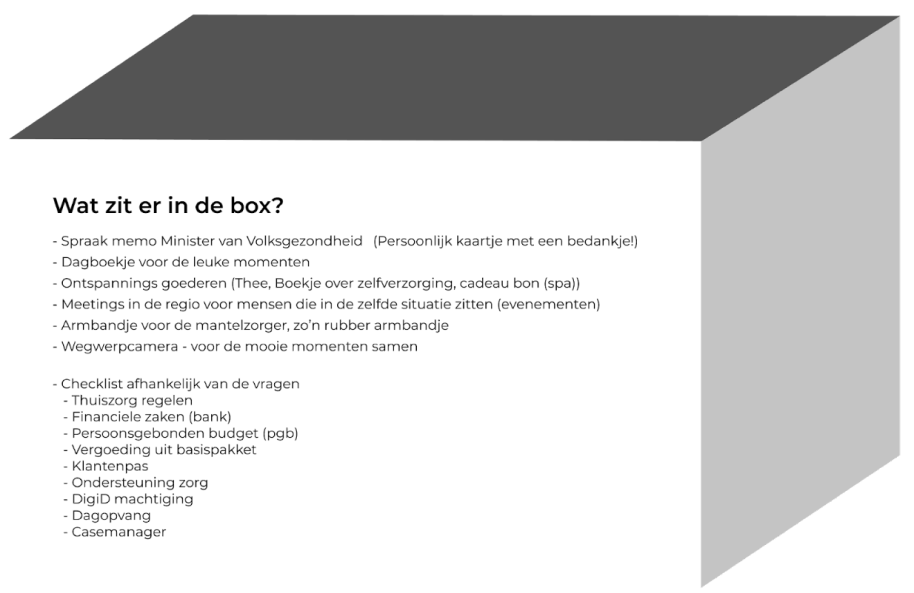 Wat zit er in de box?
- Spraak memo Minister van Volksgezondheid (Persoonlijk kaartje met een bedankje!)
- Dagboekje voor de leuke momenten
- Ontspannings goederen (Thee, Boekje over zelfverzorging, cadeau bon (spa))
- Meetings in de regio voor mensen die in de zelfde situatie zitten (evenementen)
- Armbandje voor de mantelzorger, zo'n rubber armbandje
- Wegwerpcamera - voor de mooie momenten samen
- Checklist afhankelijk van de vragen
- Thuiszorg regelen
- Financiele zaken (bank)
- Persoonsgebonden budget (pgb)
- Vergoeding uit basispakket
- Klantenpas
- Ondersteuning zorg
- DigiD machtiging
- Dagopvang
- Casemanager